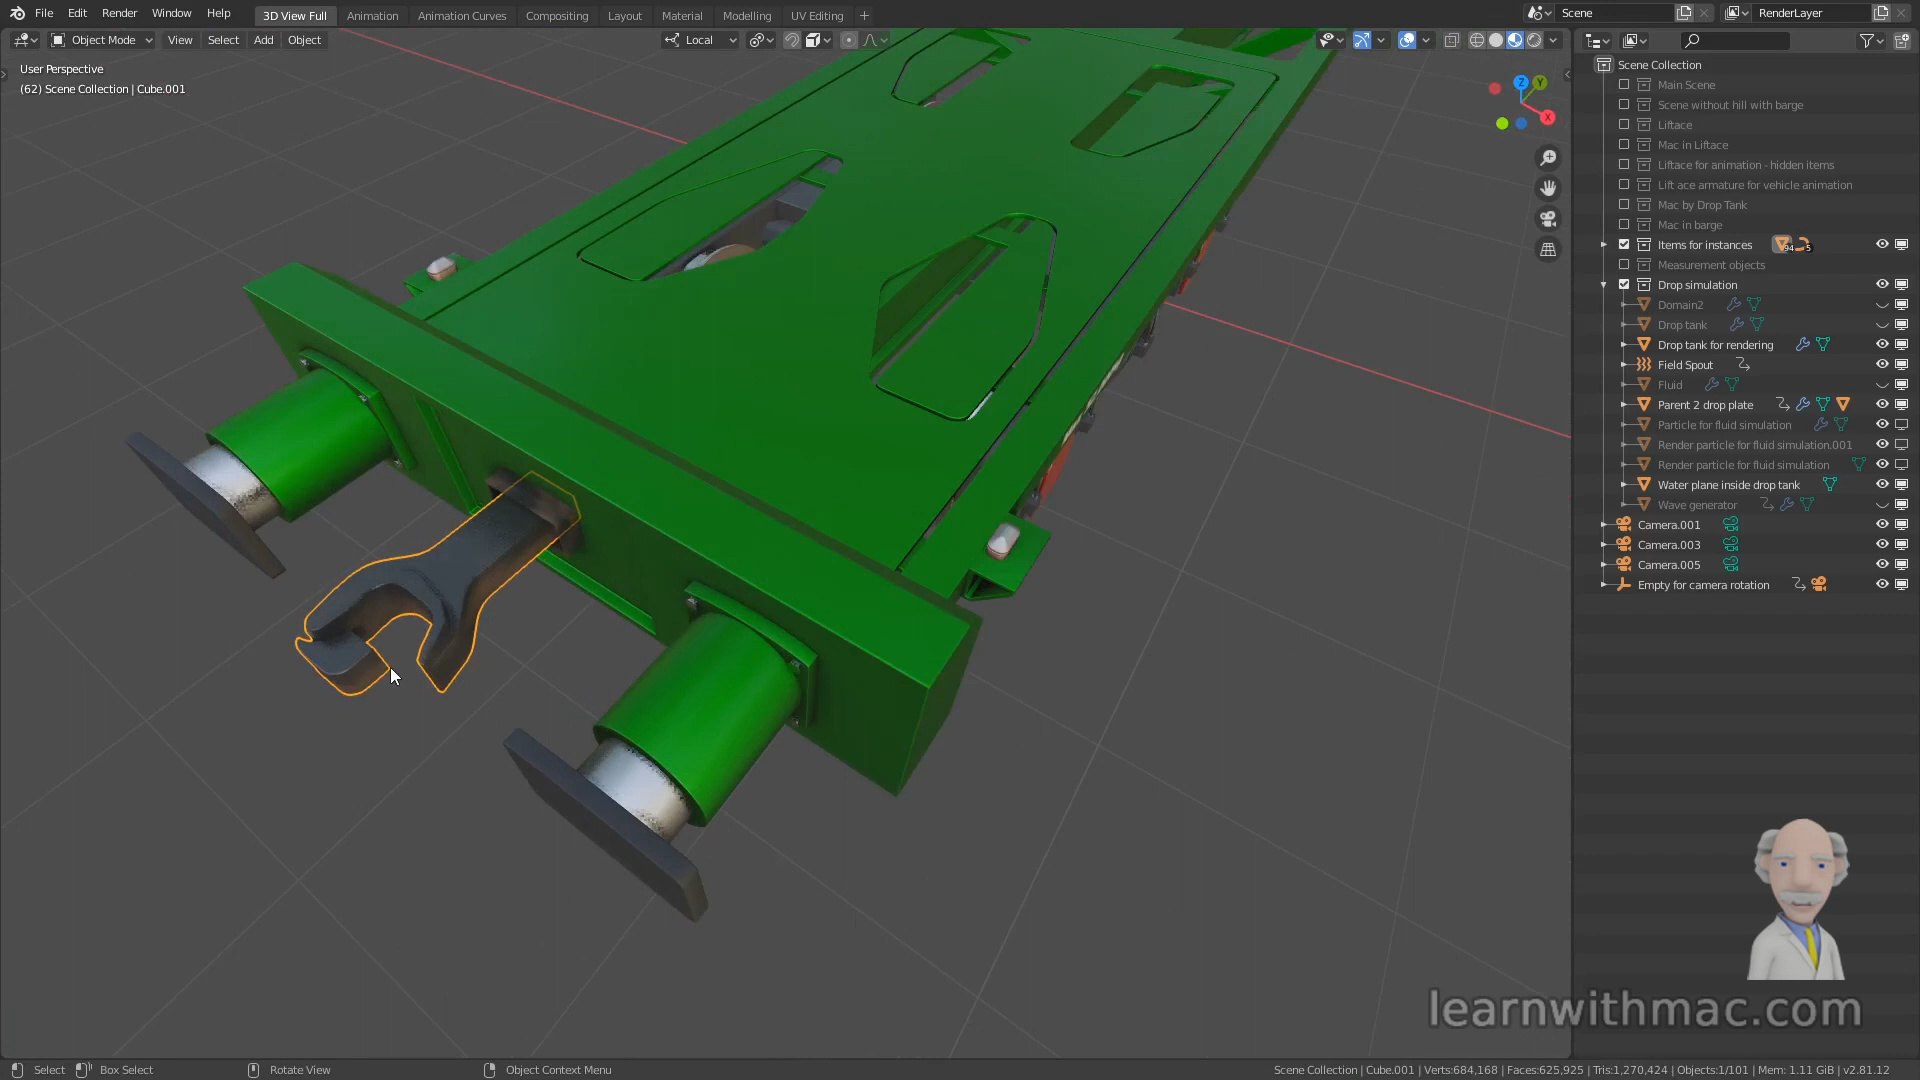 File Edit Render Window Help 3D View Full Animation Animation Curves Compositing Layout Material Modelling UV Editing + Scene RenderLayer
Object Mode View Select Add Object Local
User Perspective
(62) Scene Collection | Cube.001
Z Y X
Scene Collection
Main Scene
Scene without hill with barge
Liftace
Mac in Liftace
Liftace for animation - hidden items
Lift ace armature for vehicle animation
Mac by Drop Tank
Mac in barge
Items for instances 94 5
Measurement objects
Drop simulation
Domain2
Drop tank
Drop tank for rendering
Field Spout
Fluid
Parent 2 drop plate
Particle for fluid simulation
Render particle for fluid simulation.001
Render particle for fluid simulation
Water plane inside drop tank
Wave generator
Camera.001
Camera.003
Camera.005
Empty for camera rotation
learnwithmac.com
Select Box Select Rotate View Object Context Menu Scene Collection | Cube.001 | Verts:684,168 | Faces:625,925 | Tris:1,270,424 | Objects:1/101 | Mem: 1.11 GiB | v2.81.12